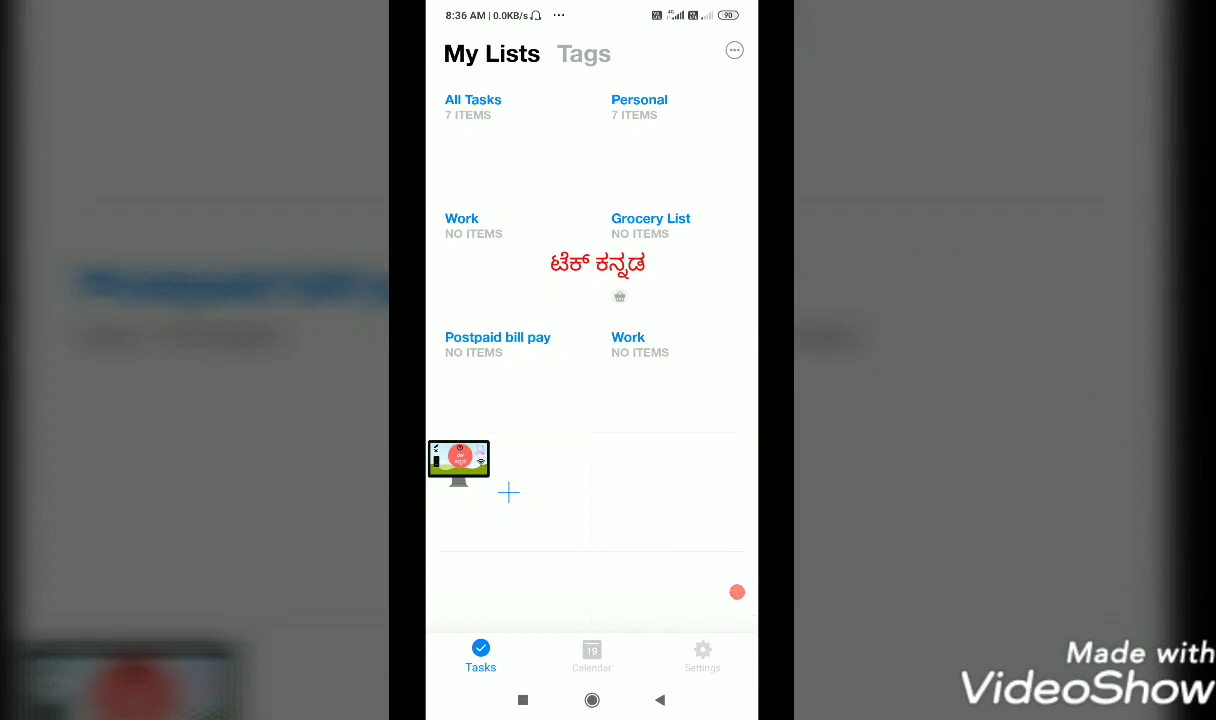 8:36 AM | 0.0KB/s
90
My Lists Tags
All Tasks
7 ITEMS
Personal
7 ITEMS
Work
NO ITEMS
Grocery List
NO ITEMS
ಟೆಕ್ ಕನ್ನಡ
Postpaid bill pay
NO ITEMS
Work
NO ITEMS
19
Tasks
Calendar
Settings
Made with
VideoShow